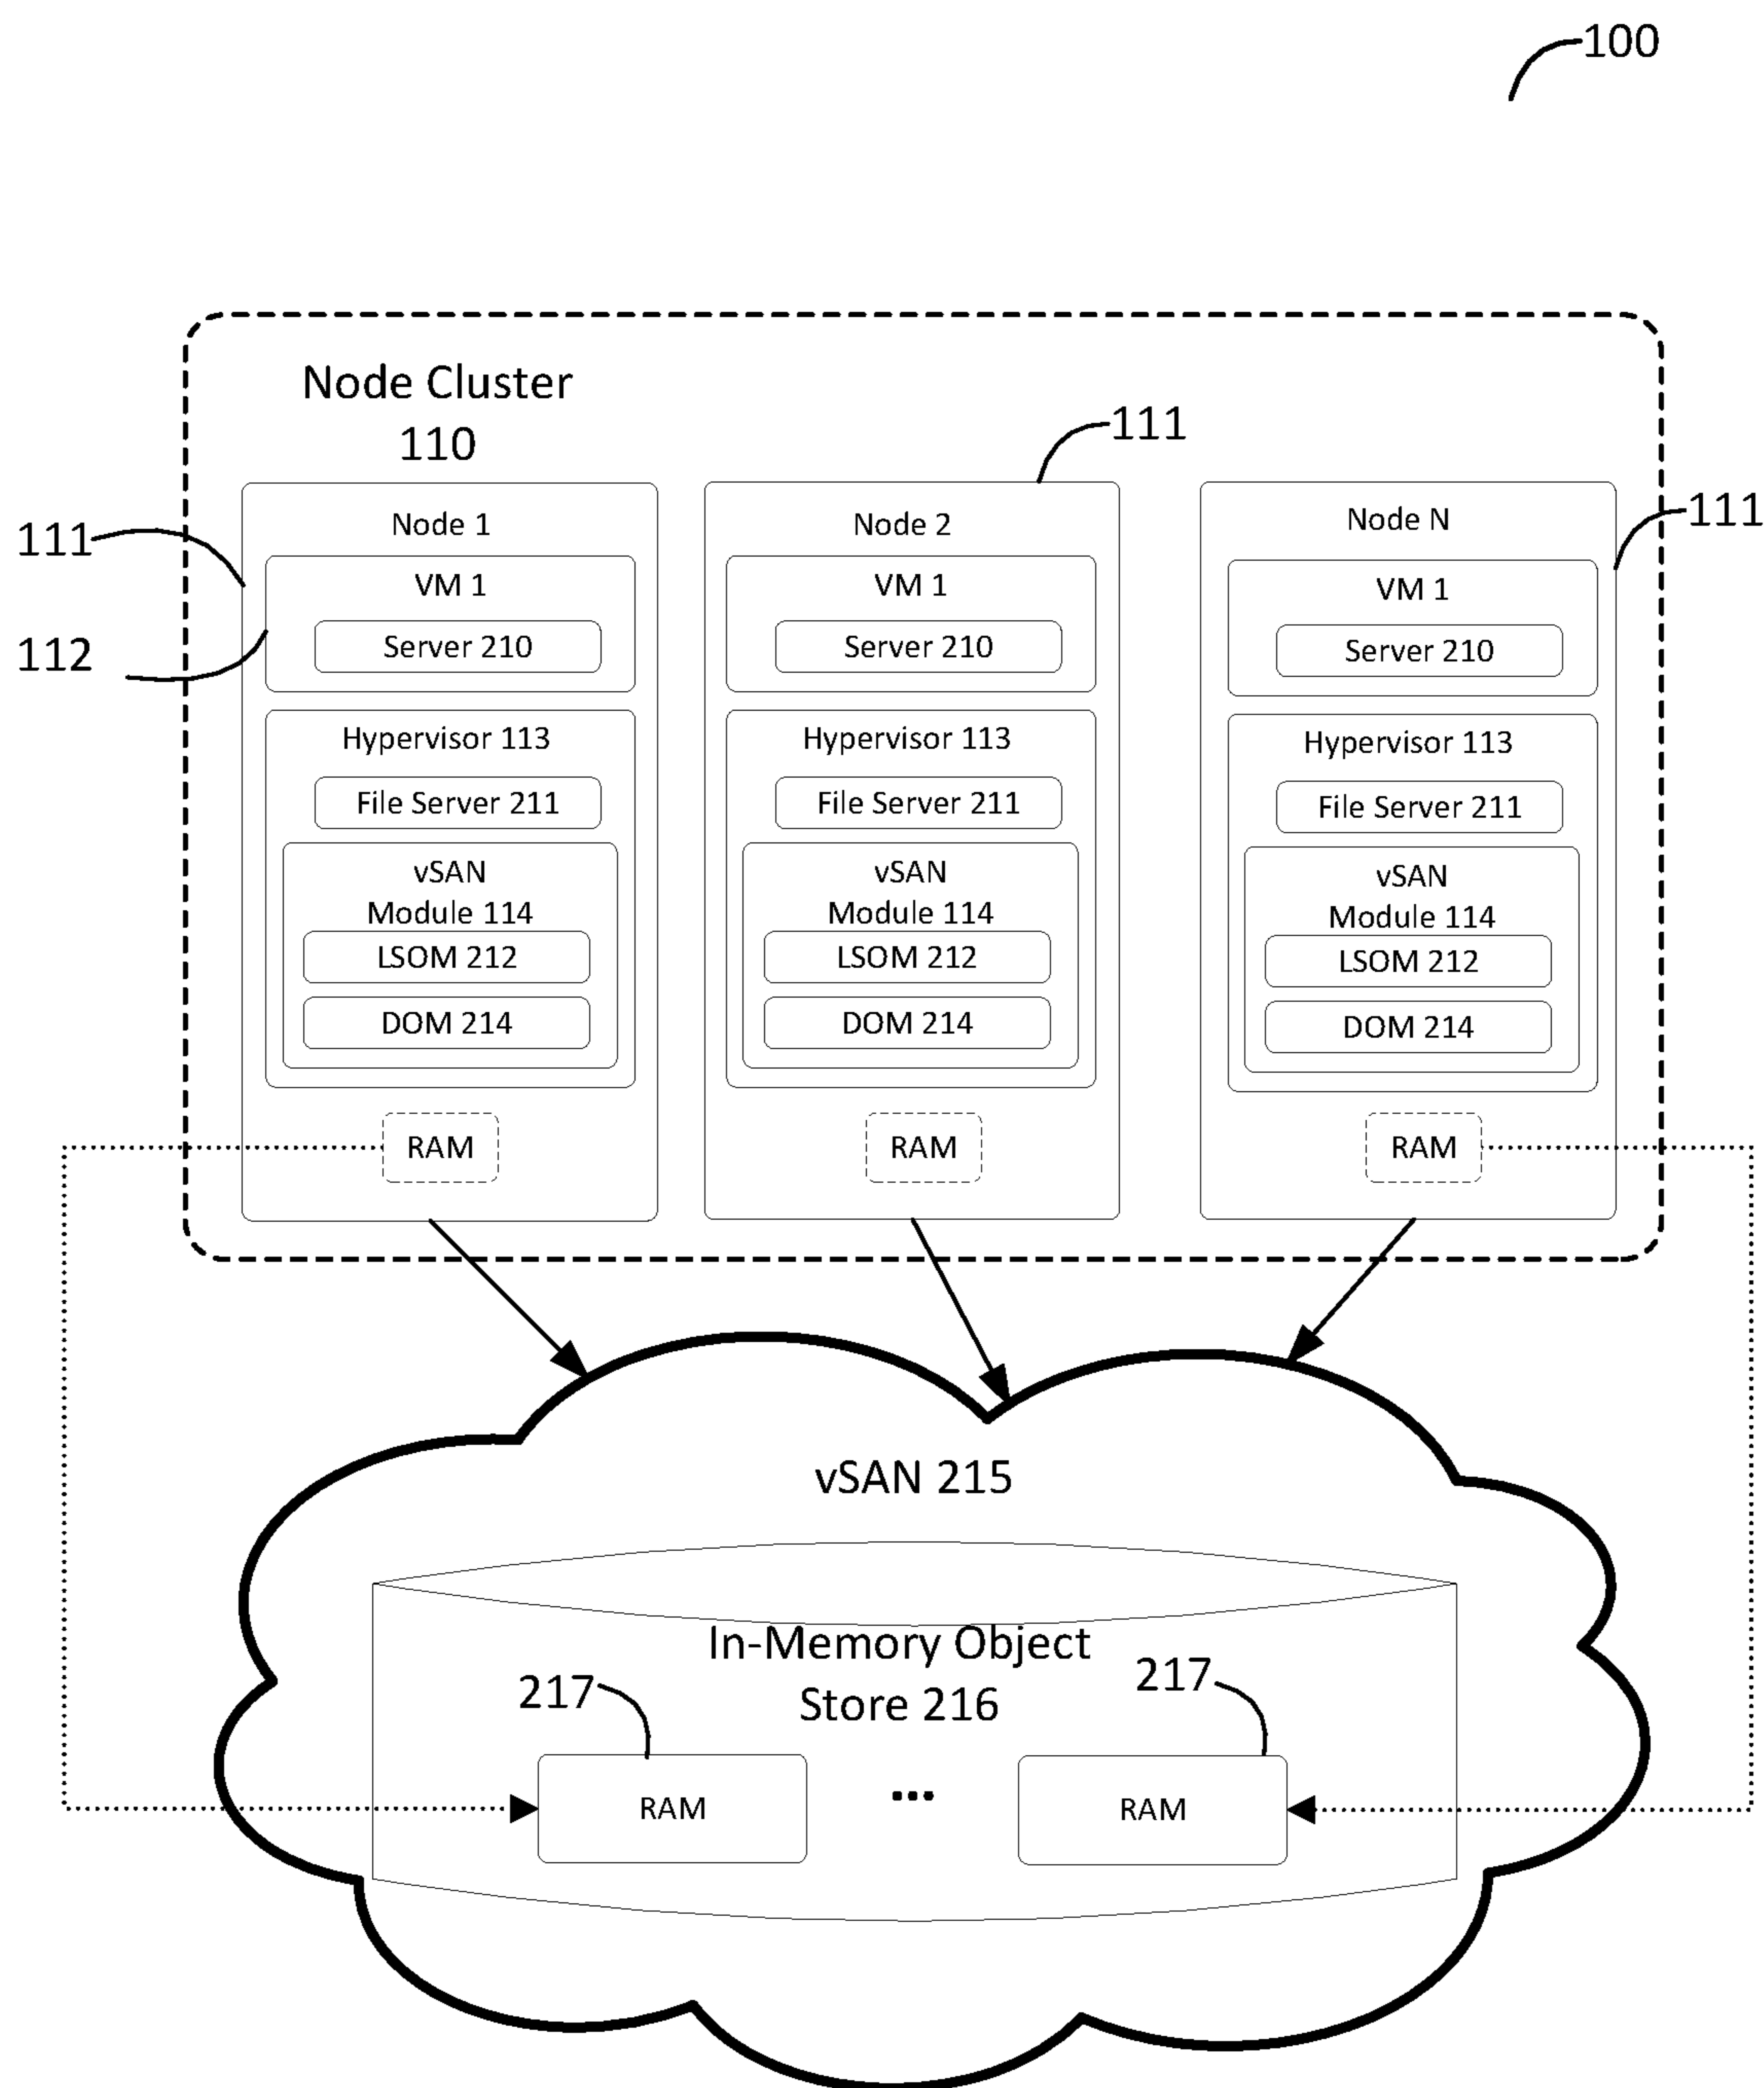 100
Node Cluster
110
111
111
111
112
Node 1
VM 1
Server 210
Hypervisor 113
File Server 211
vSAN
Module 114
LSOM 212
DOM 214
RAM
Node 2
VM 1
Server 210
Hypervisor 113
File Server 211
vSAN
Module 114
LSOM 212
DOM 214
RAM
Node N
VM 1
Server 210
Hypervisor 113
File Server 211
vSAN
Module 114
LSOM 212
DOM 214
RAM
vSAN 215
In-Memory Object
Store 216
217
217
RAM
...
RAM